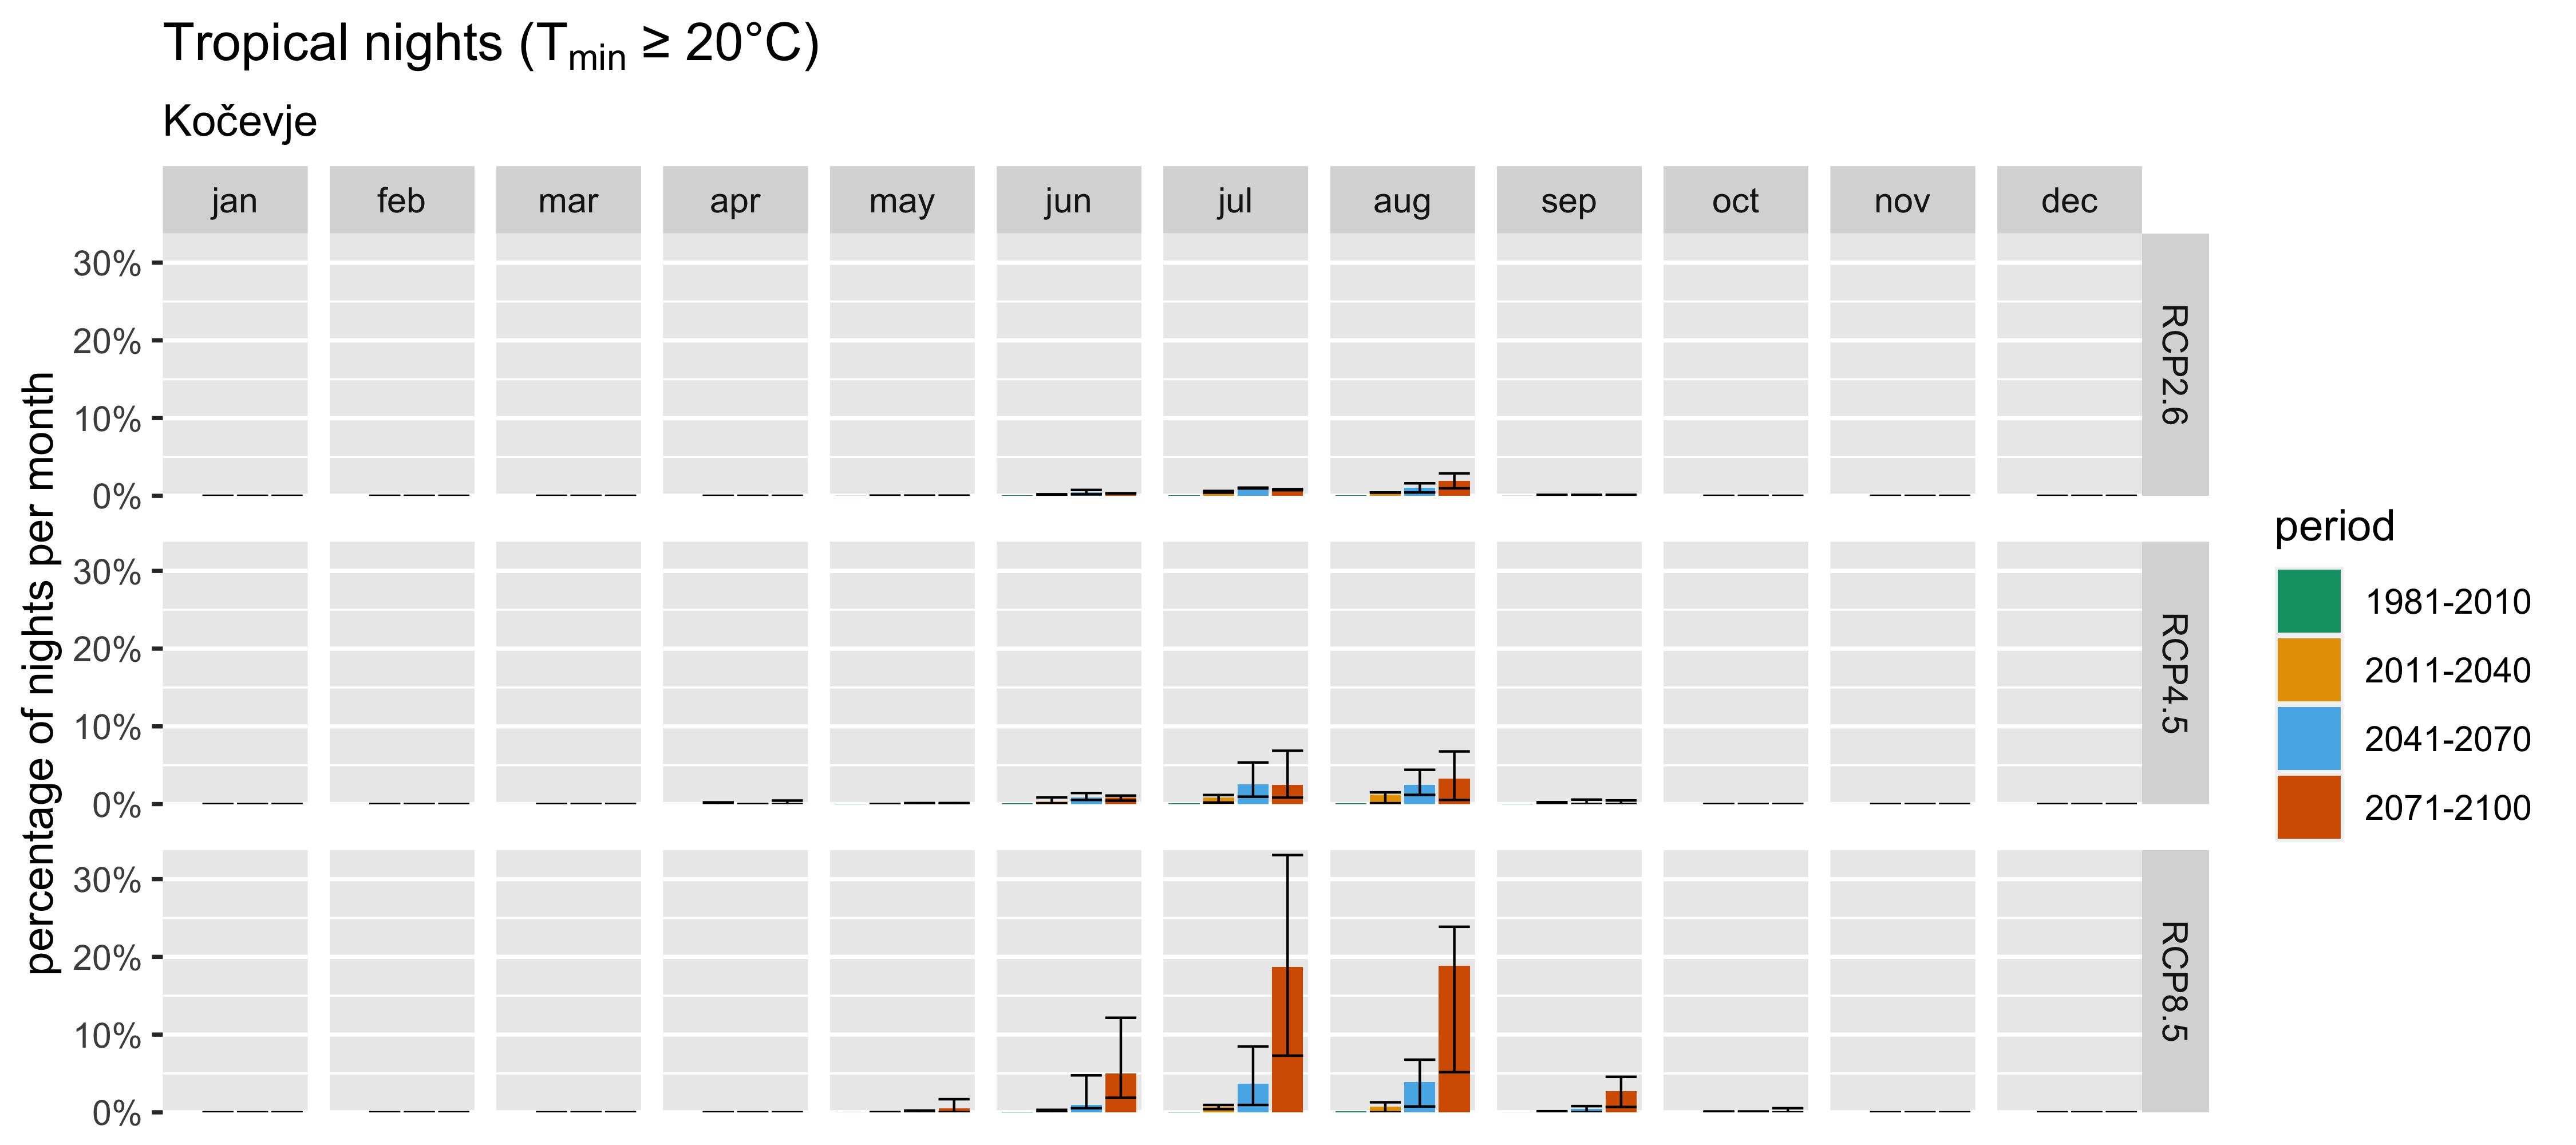 Tropical nights (Tmin ≥ 20°C)
Kočevje
jan feb mar apr may jun jul aug sep oct nov dec
percentage of nights per month
30%
20%
10%
0%
RCP2.6
30%
20%
10%
0%
RCP4.5
30%
20%
10%
0%
RCP8.5
period
1981-2010
2011-2040
2041-2070
2071-2100